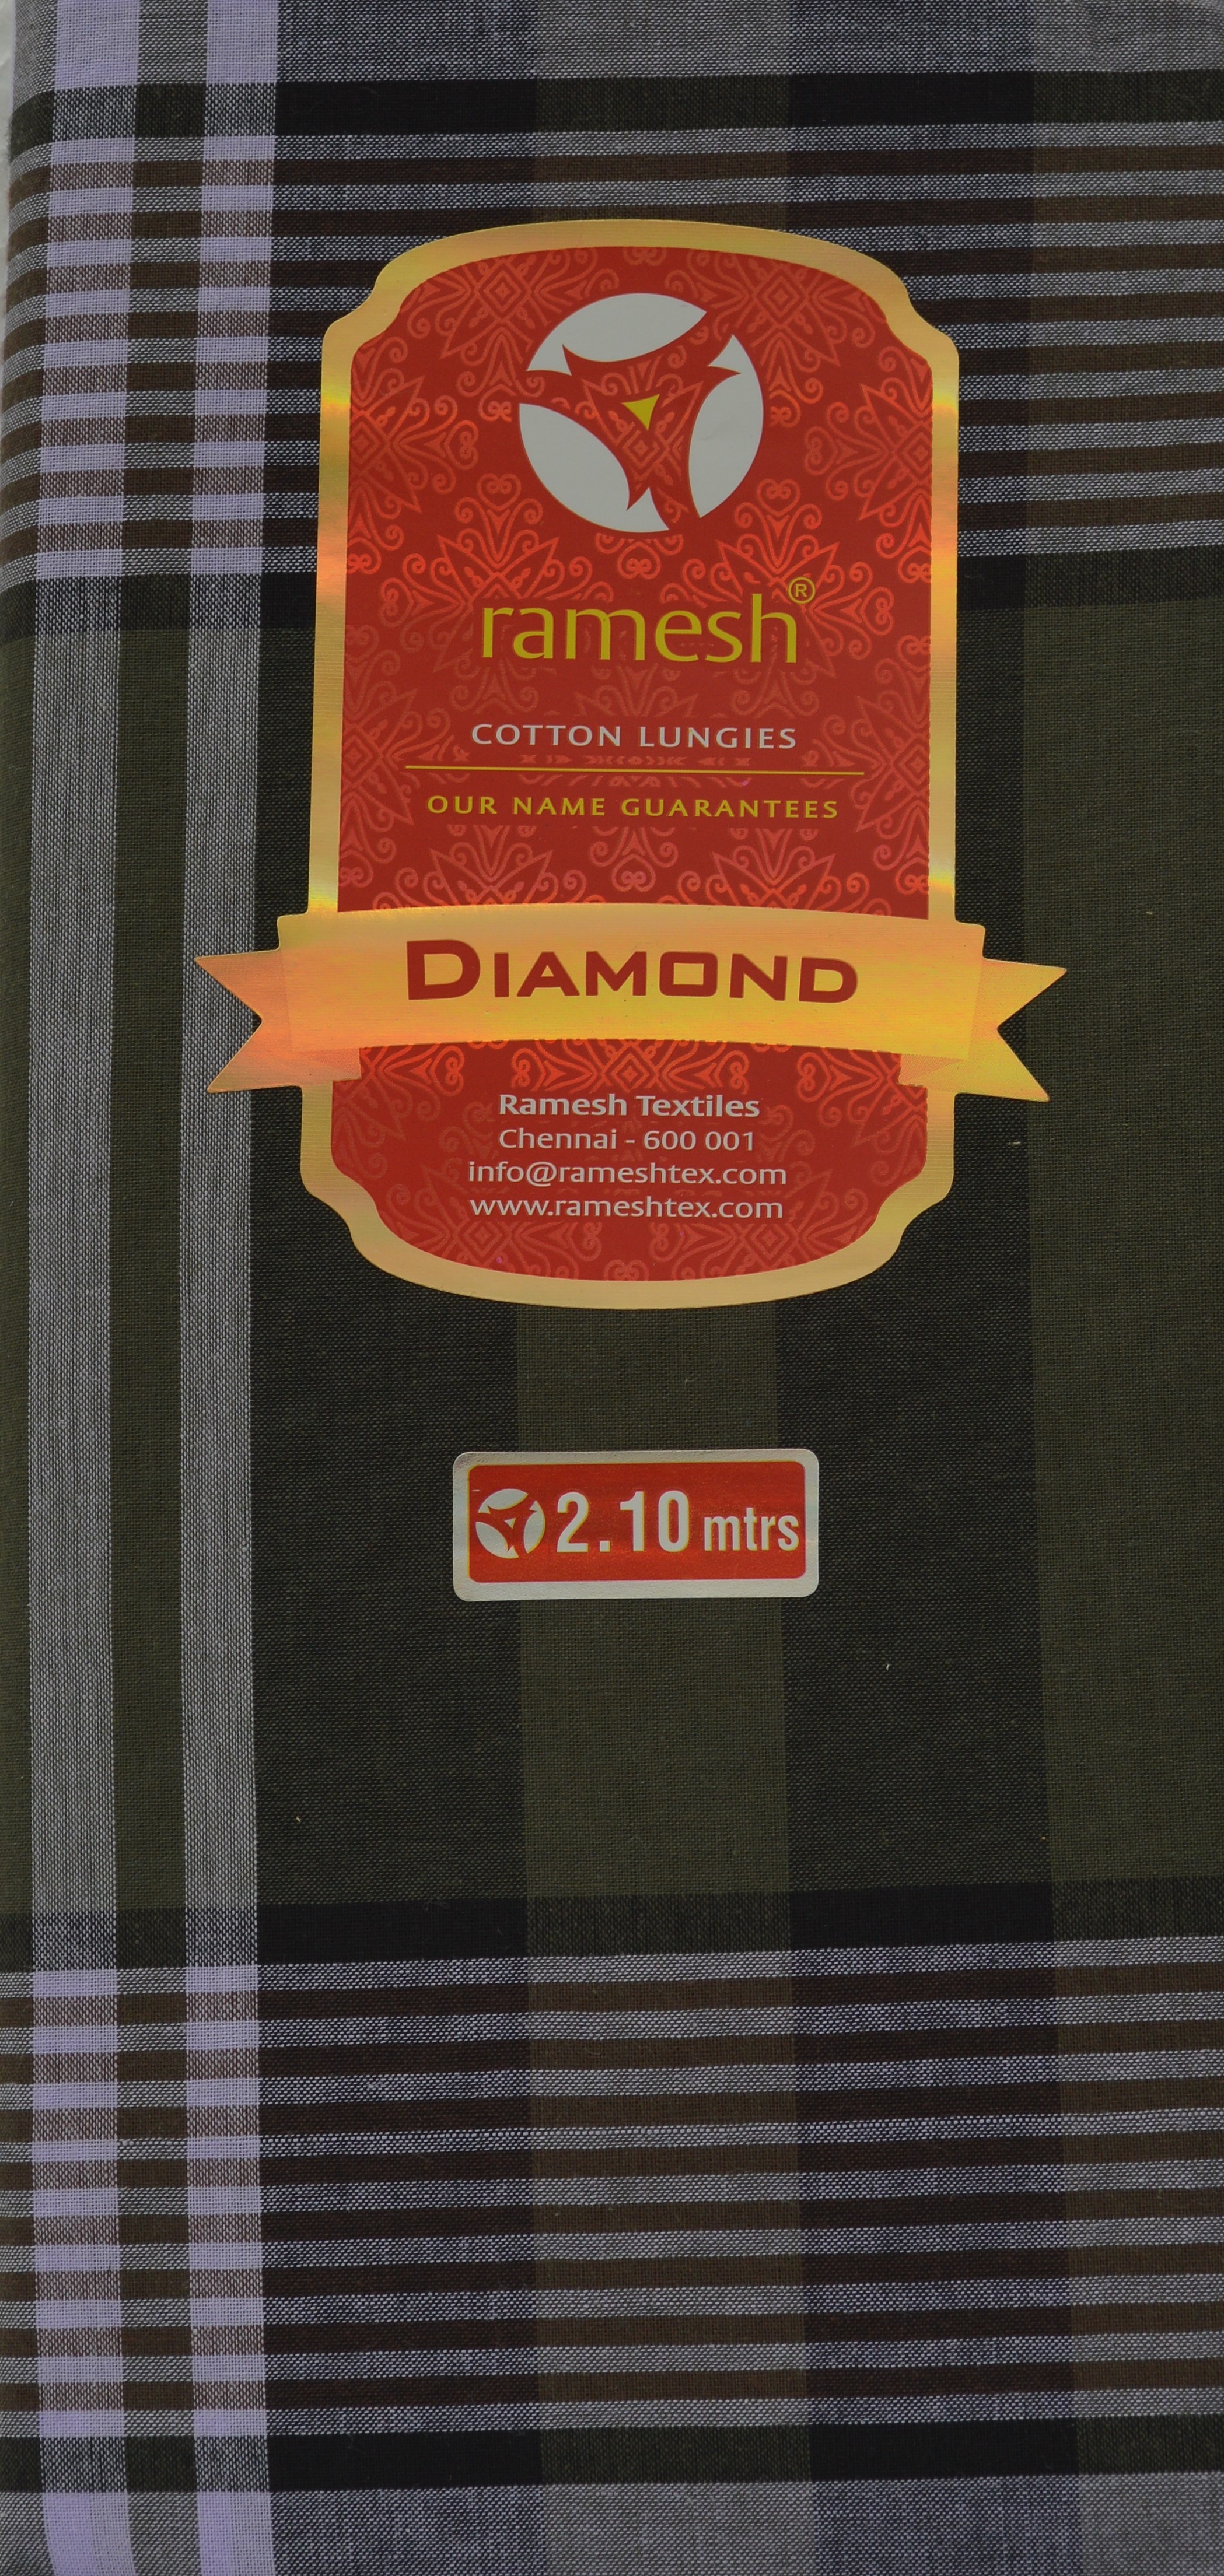 ramesh®
COTTON LUNGIES
OUR NAME GUARANTEES
DIAMOND
Ramesh Textiles
Chennai - 600 001
info@rameshtex.com
www.rameshtex.com
2.10 mtrs